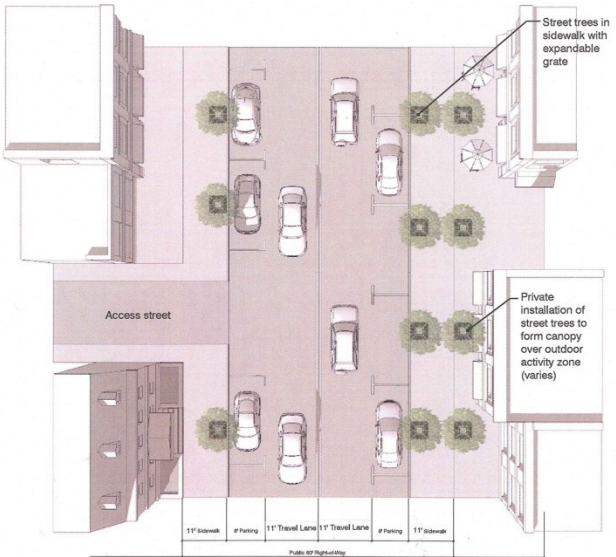 Street trees in
sidewalk with
expandable
grate
Access street
Private
installation of
street trees to
form canopy
over outdoor
activity zone
(varies)
11' Sidewalk
8' Parking
11' Travel Lane
11' Travel Lane
8' Parking
11' Sidewalk
Public 60' Right-of-Way